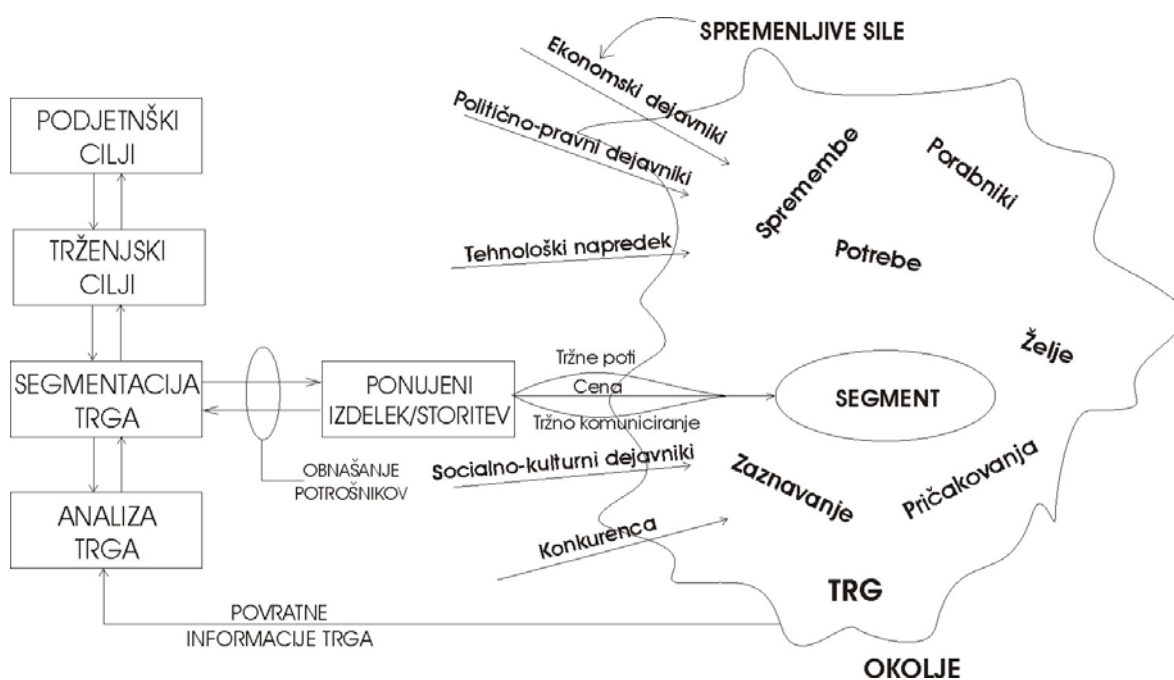 SPREMENLJIVE SILE
Ekonomski dejavniki
Politično-pravni dejavniki
Tehnološki napredek
PODJETNŠKI
CILJI
TRŽENJSKI
CILJI
SEGMENTACIJA
TRGA
ANALIZA
TRGA
OBNAŠANJE
POTROŠNIKOV
PONUJENI
IZDELEK/STORITEV
Tržne poti
Cena
Tržno komuniciranje
Socialno-kulturni dejavniki
Konkurenca
Spremembe
Porabniki
Potrebe
Želje
SEGMENT
Zaznavanje
Pričakovanja
TRG
POVRATNE
INFORMACIJE TRGA
OKOLJE